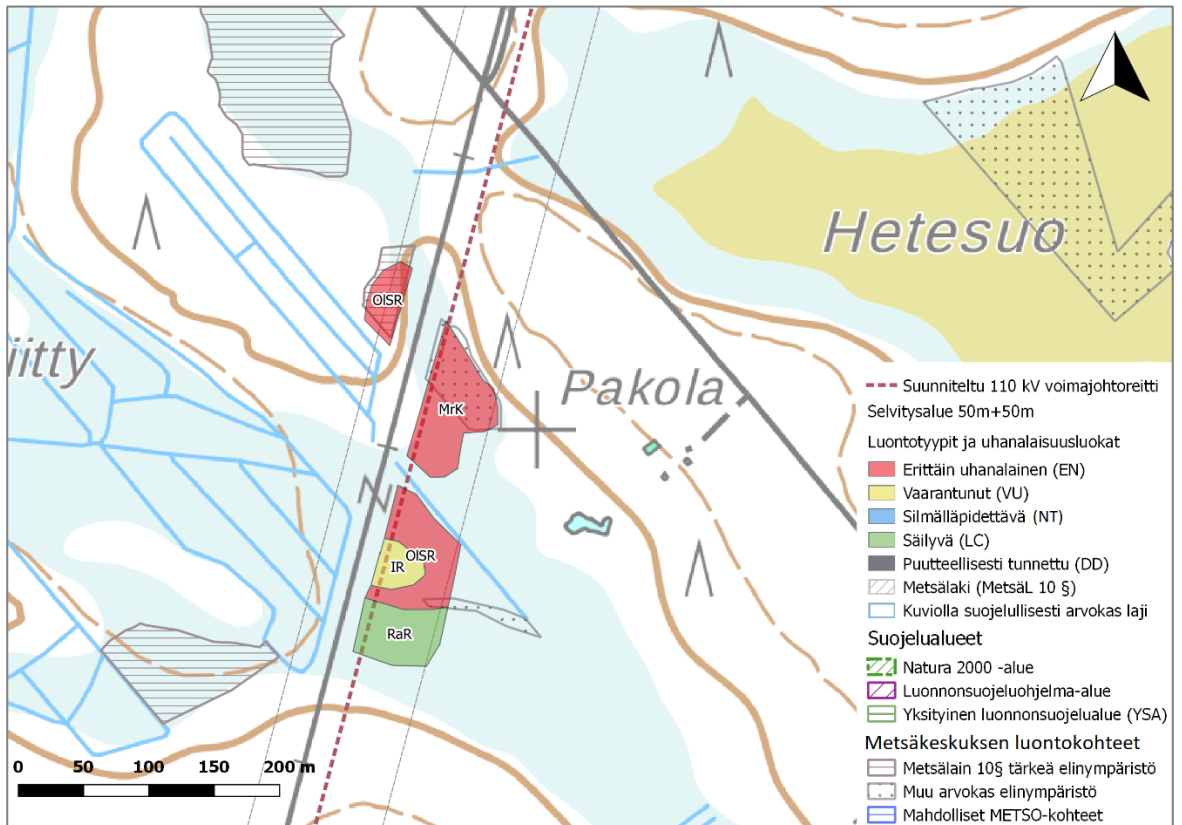 Hetesuo
OlSR
iitty
Pakola
MrK
OlSR
IR
RaR
0 50 100 150 200 m
Suunniteltu 110 kV voimajohtoreitti
Selvitysalue 50m+50m
Luontotyypit ja uhanalaisuusluokat
Erittäin uhanalainen (EN)
Vaarantunut (VU)
Silmälläpidettävä (NT)
Säilyvä (LC)
Puutteellisesti tunnettu (DD)
Metsälaki (MetsäL 10 §)
Kuviolla suojelullisesti arvokas laji
Suojelualueet
Natura 2000 -alue
Luonnonsuojeluohjelma-alue
Yksityinen luonnonsuojelualue (YSA)
Metsäkeskuksen luontokohteet
Metsälain 10§ tärkeä elinympäristö
Muu arvokas elinympäristö
Mahdolliset METSO-kohteet